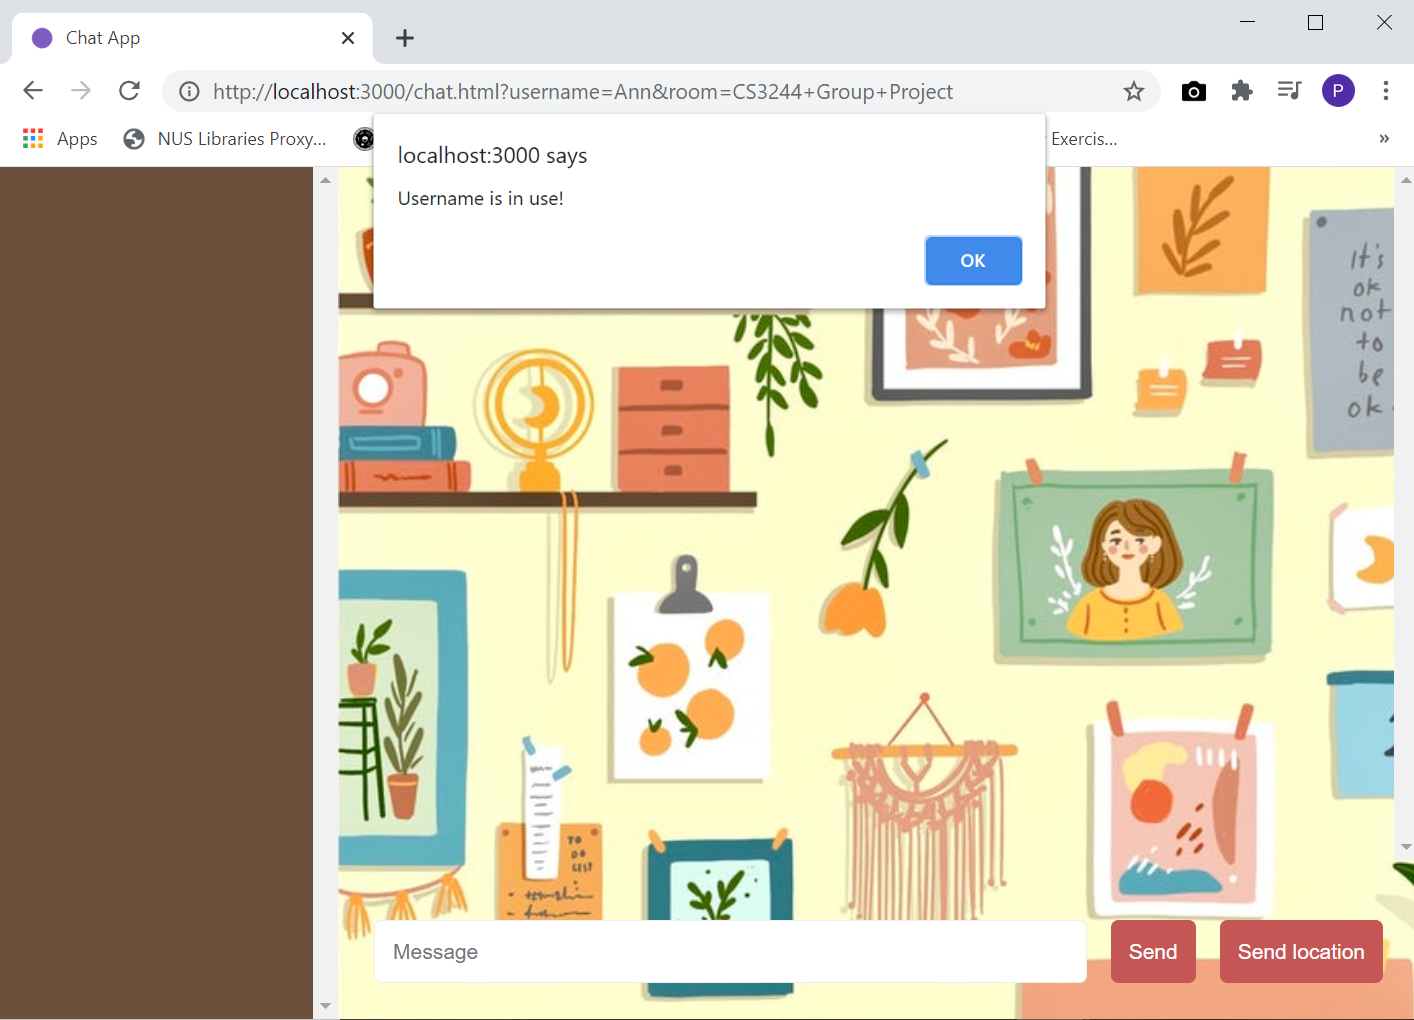 Chat App
http://localhost:3000/chat.html?username=Ann&room=CS3244+Group+Project
P
Apps
NUS Libraries Proxy...
Exercis...
»
localhost:3000 says
Username is in use!
OK
It's
ok
not
to
be
ok
TO
DO
LIST
Message
Send
Send location